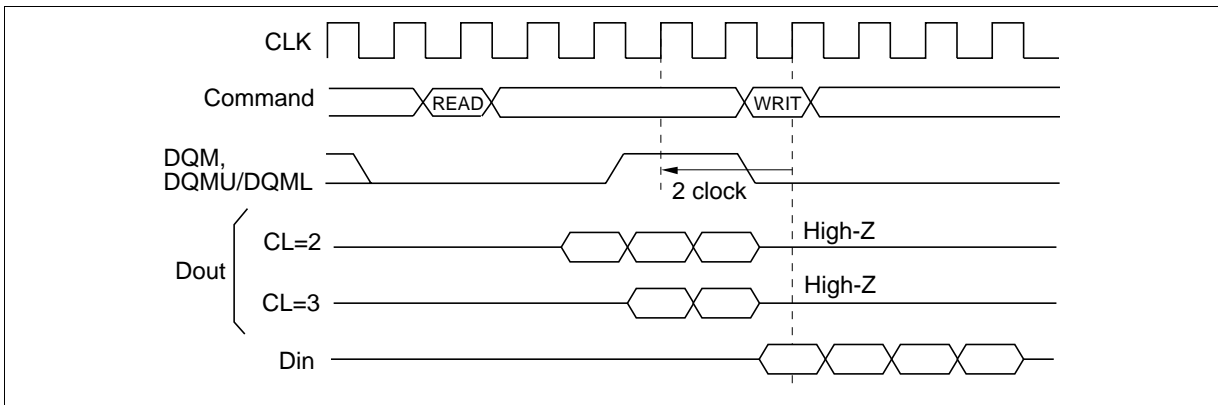 CLK
Command
READ
WRIT
DQM,
DQMU/DQML
2 clock
Dout
CL=2
High-Z
CL=3
High-Z
Din